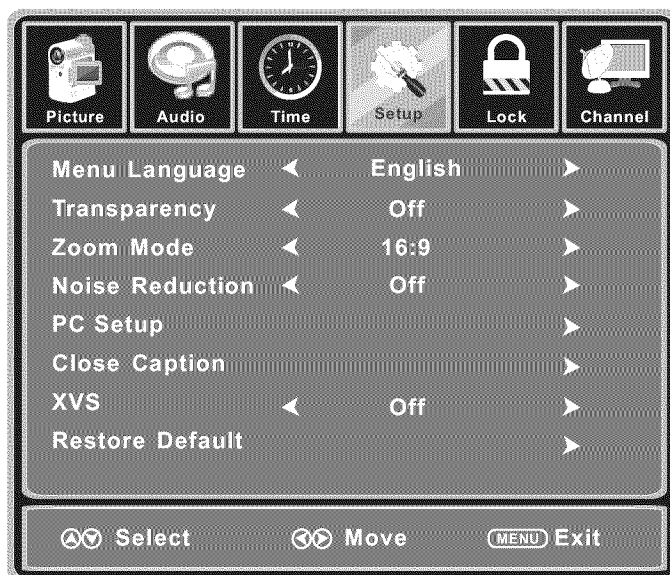 Picture Audio Time Setup Lock Channel
Menu Language English
Transparency Off
Zoom Mode 16:9
Noise Reduction Off
PC Setup
Close Caption
XVS Off
Restore Default
Select Move MENU Exit